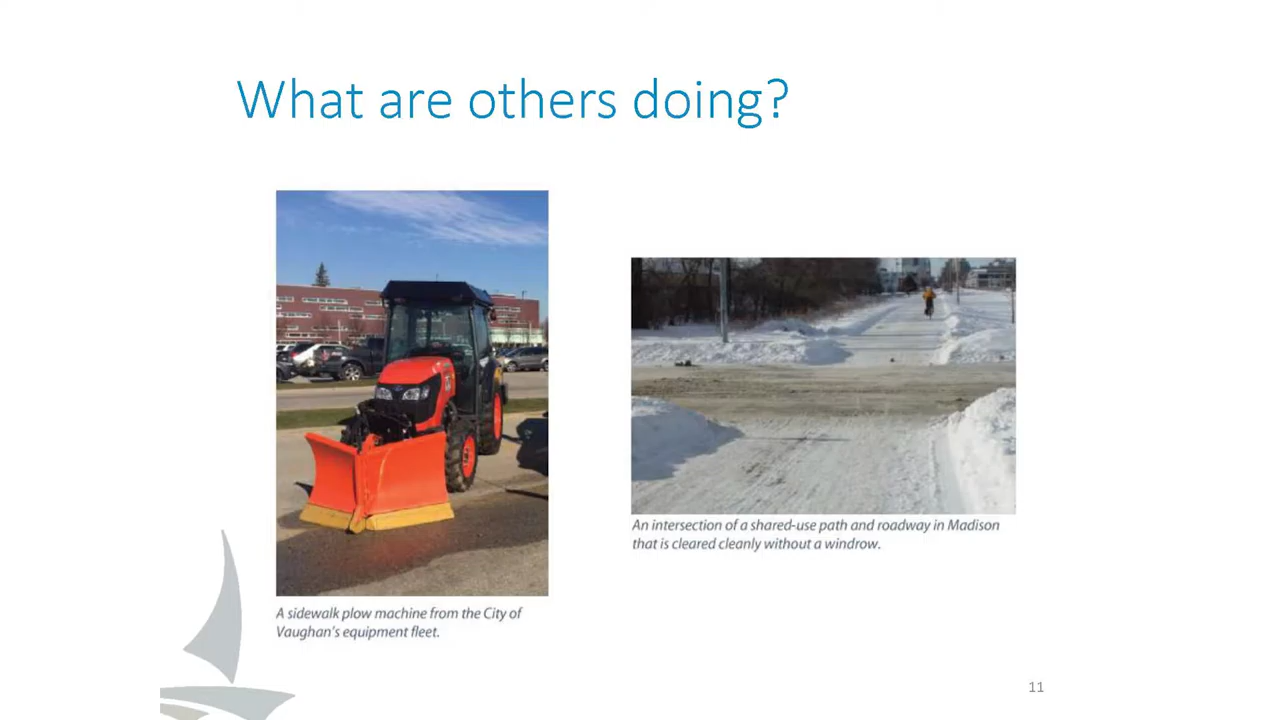 What are others doing?
A sidewalk plow machine from the City of
Vaughan's equipment fleet.
An intersection of a shared-use path and roadway in Madison
that is cleared cleanly without a windrow.
11